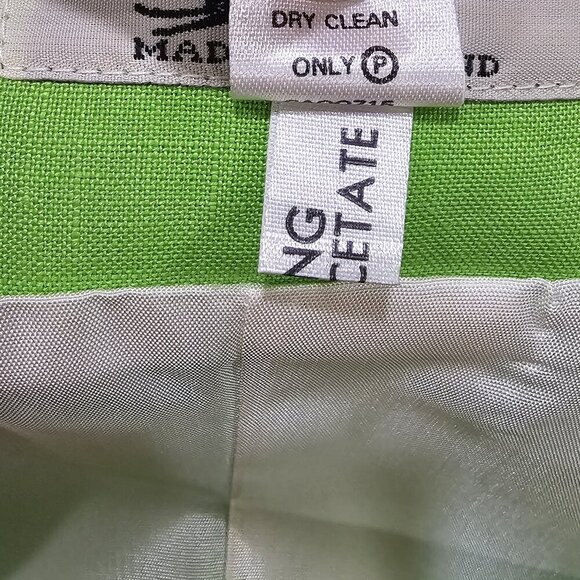 DRY CLEAN
ONLY P
MAD ND
NG
CETATE